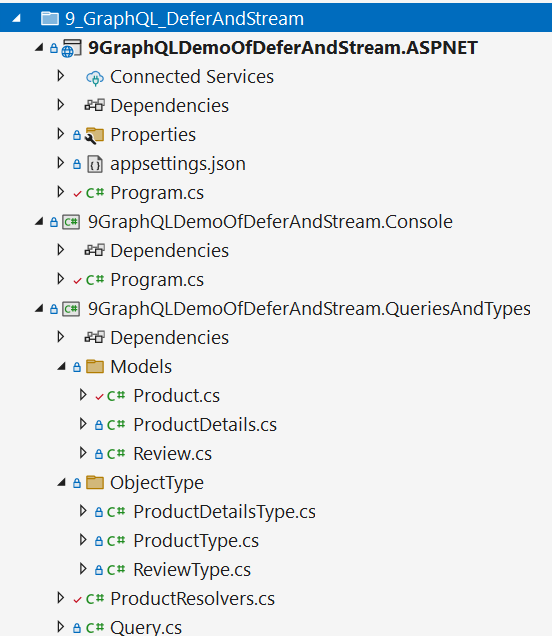 9_GraphQL_DeferAndStream
9GraphQLDemoOfDeferAndStream.ASPNET
Connected Services
Dependencies
Properties
appsettings.json
C# Program.cs
C# 9GraphQLDemoOfDeferAndStream.Console
Dependencies
C# Program.cs
C# 9GraphQLDemoOfDeferAndStream.QueriesAndTypes
Dependencies
Models
C# Product.cs
C# ProductDetails.cs
C# Review.cs
ObjectType
C# ProductDetailsType.cs
C# ProductType.cs
C# ReviewType.cs
C# ProductResolvers.cs
C# Query.cs